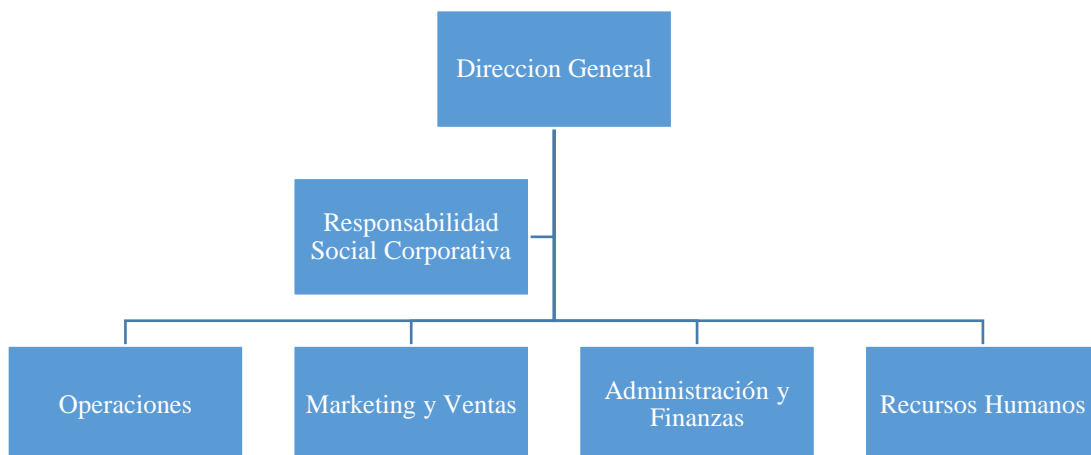 Direccion General
Responsabilidad
Social Corporativa
Operaciones
Marketing y Ventas
Administración y
Finanzas
Recursos Humanos